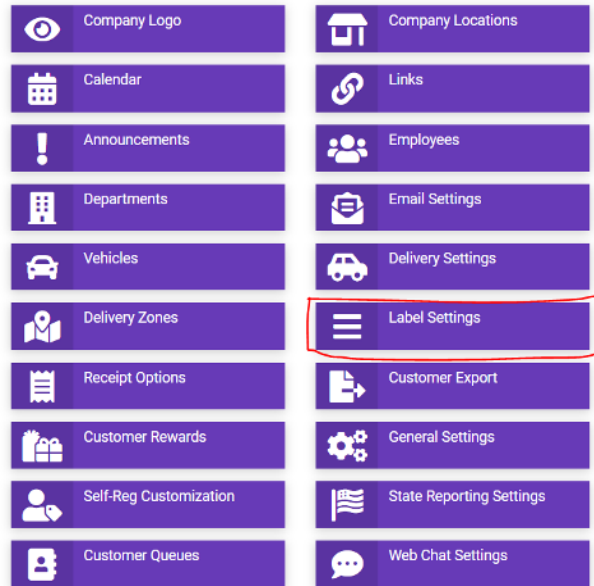 Company Logo
Company Locations
Calendar
Links
Announcements
Employees
Departments
Email Settings
Vehicles
Delivery Settings
Delivery Zones
Label Settings
Receipt Options
Customer Export
Customer Rewards
General Settings
Self-Reg Customization
State Reporting Settings
Customer Queues
Web Chat Settings